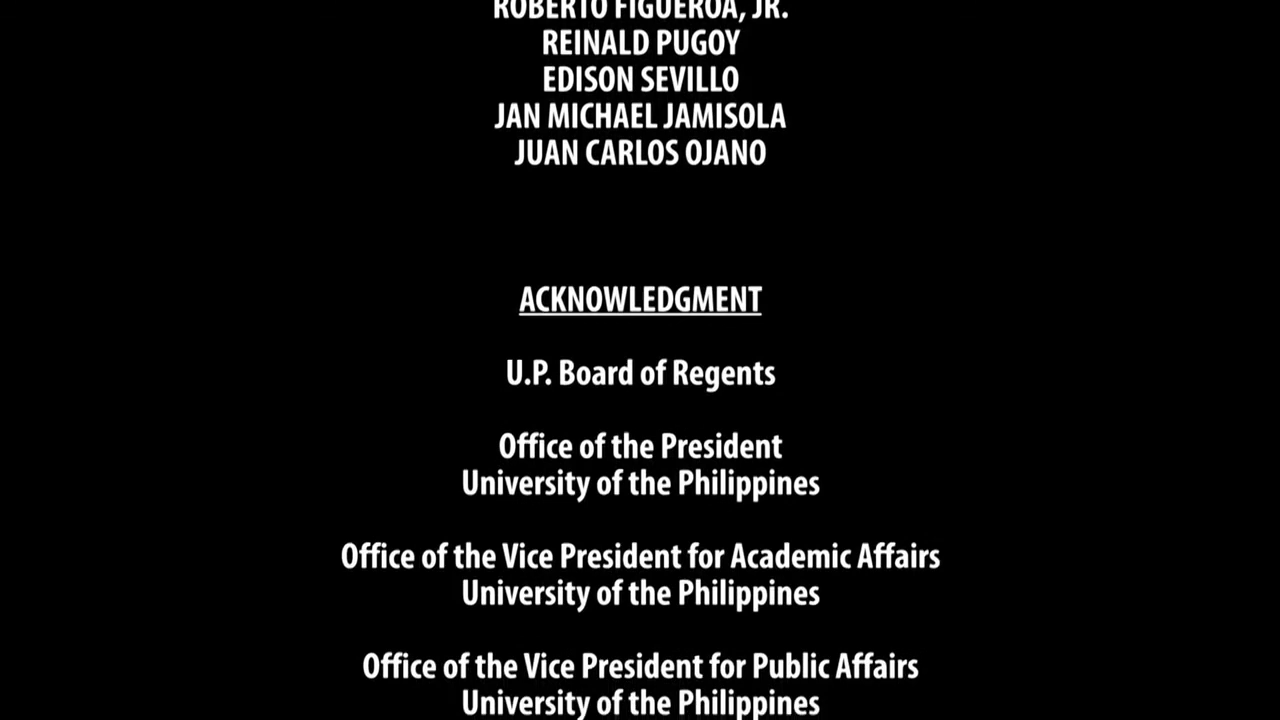 ROBERTO FIGUEROA, JR.
REINALD PUGOY
EDISON SEVILLO
JAN MICHAEL JAMISOLA
JUAN CARLOS OJANO
ACKNOWLEDGMENT
U.P. Board of Regents
Office of the President
University of the Philippines
Office of the Vice President for Academic Affairs
University of the Philippines
Office of the Vice President for Public Affairs
University of the Philippines